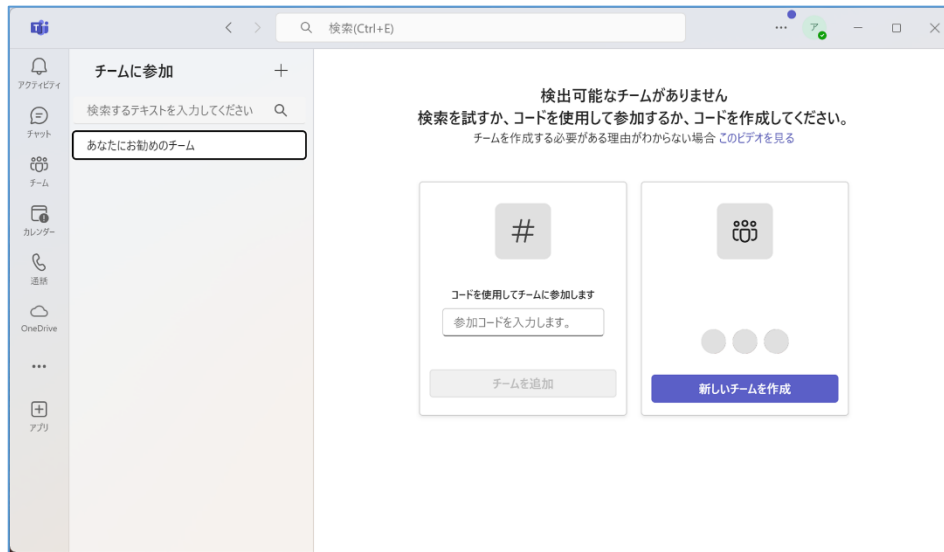 検索(Ctrl+E)
ア
アクティビティ
チャット
チーム
カレンダー
通話
OneDrive
アプリ
チームに参加
検索するテキストを入力してください
あなたにお勧めのチーム
検出可能なチームがありません
検索を試すか、コードを使用して参加するか、コードを作成してください。
チームを作成する必要がある理由がわからない場合 このビデオを見る
#
コードを使用してチームに参加します
参加コードを入力します。
チームを追加
新しいチームを作成